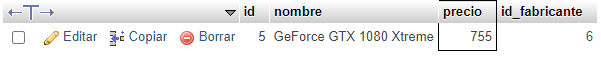 ←T→ id nombre precio id_fabricante
Editar Copiar Borrar 5 GeForce GTX 1080 Xtreme 755 6